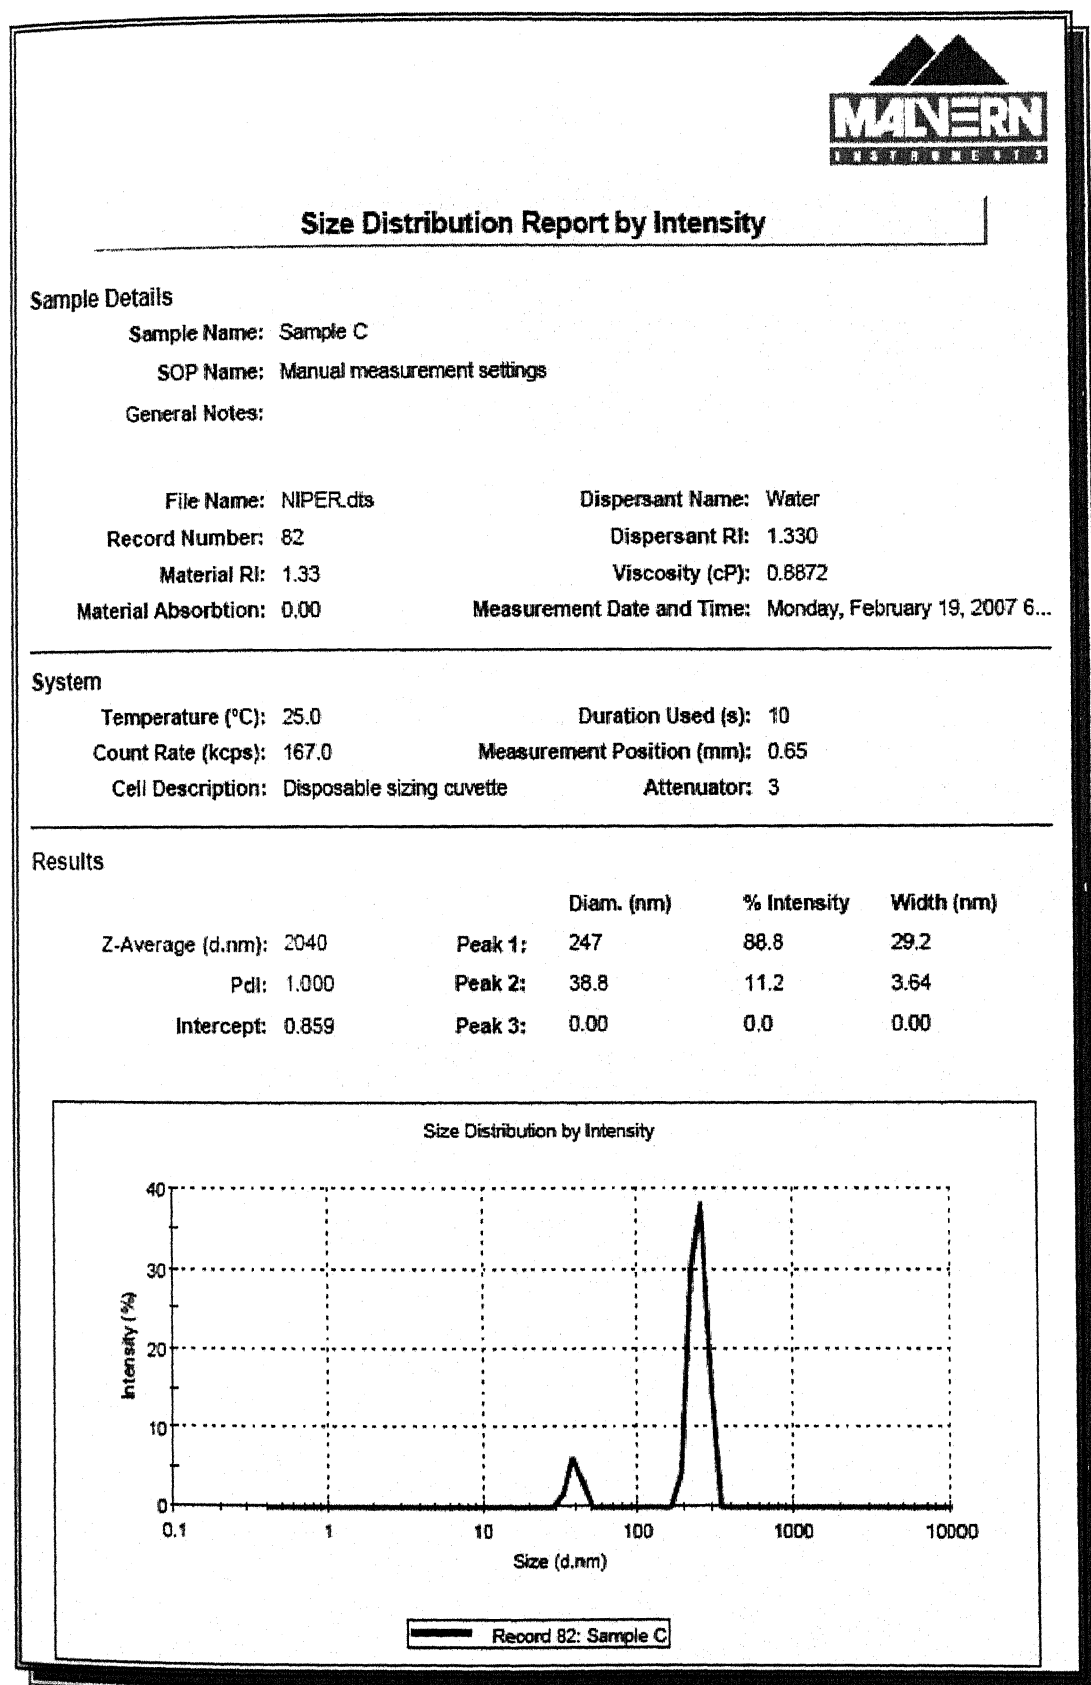 MALVERN
INSTRUMENTS
Size Distribution Report by Intensity
Sample Details
Sample Name: Sample C
SOP Name: Manual measurement settings
General Notes:
File Name: NIPER.dts Dispersant Name: Water
Record Number: 82 Dispersant RI: 1.330
Material RI: 1.33 Viscosity (cP): 0.8872
Material Absorbtion: 0.00 Measurement Date and Time: Monday, February 19, 2007 6...
System
Temperature (ºC): 25.0 Duration Used (s): 10
Count Rate (kcps): 167.0 Measurement Position (mm): 0.65
Cell Description: Disposable sizing cuvette Attenuator: 3
Results
Diam. (nm) % Intensity Width (nm)
Z-Average (d.nm): 2040 Peak 1: 247 88.8 29.2
PdI: 1.000 Peak 2: 38.8 11.2 3.64
Intercept: 0.859 Peak 3: 0.00 0.0 0.00
Size Distribution by Intensity
40
30
20
10
0
Intensity (%)
0.1 1 10 100 1000 10000
Size (d.nm)
Record 82: Sample C